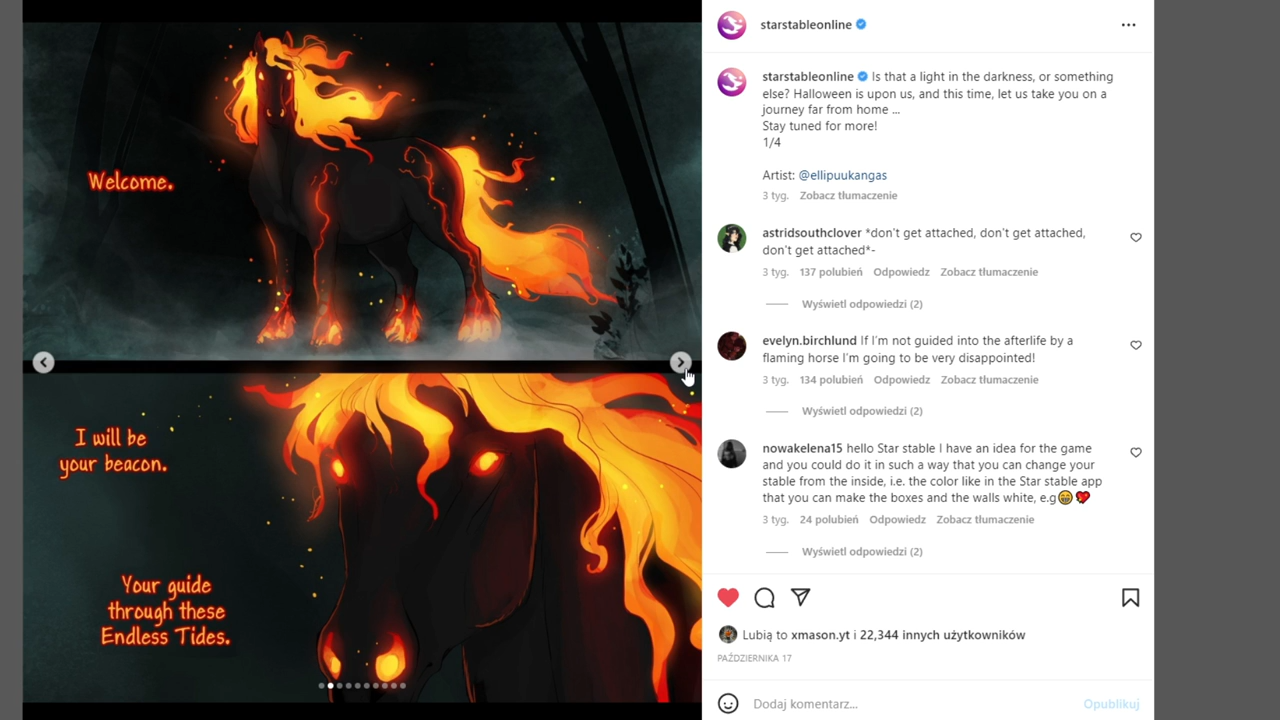 Welcome.
I will be
your beacon.
Your guide
through these
Endless Tides.
starstableonline
starstableonline Is that a light in the darkness, or something
else? Halloween is upon us, and this time, let us take you on a
journey far from home ...
Stay tuned for more!
1/4
Artist: @ellipuukangas
3 tyg. Zobacz tłumaczenie
astridsouthclover *don't get attached, don't get attached,
don't get attached*-
3 tyg. 137 polubień Odpowiedz Zobacz tłumaczenie
Wyświetl odpowiedzi (2)
evelyn.birchlund If I'm not guided into the afterlife by a
flaming horse I'm going to be very disappointed!
3 tyg. 134 polubień Odpowiedz Zobacz tłumaczenie
Wyświetl odpowiedzi (2)
nowakelena15 hello Star stable I have an idea for the game
and you could do it in such a way that you can change your
stable from the inside, i.e. the color like in the Star stable app
that you can make the boxes and the walls white, e.g😁💘
3 tyg. 24 polubień Odpowiedz Zobacz tłumaczenie
Wyświetl odpowiedzi (2)
Lubią to xmason.yt i 22,344 innych użytkowników
PAŹDZIERNIKA 17
Dodaj komentarz...
Opublikuj